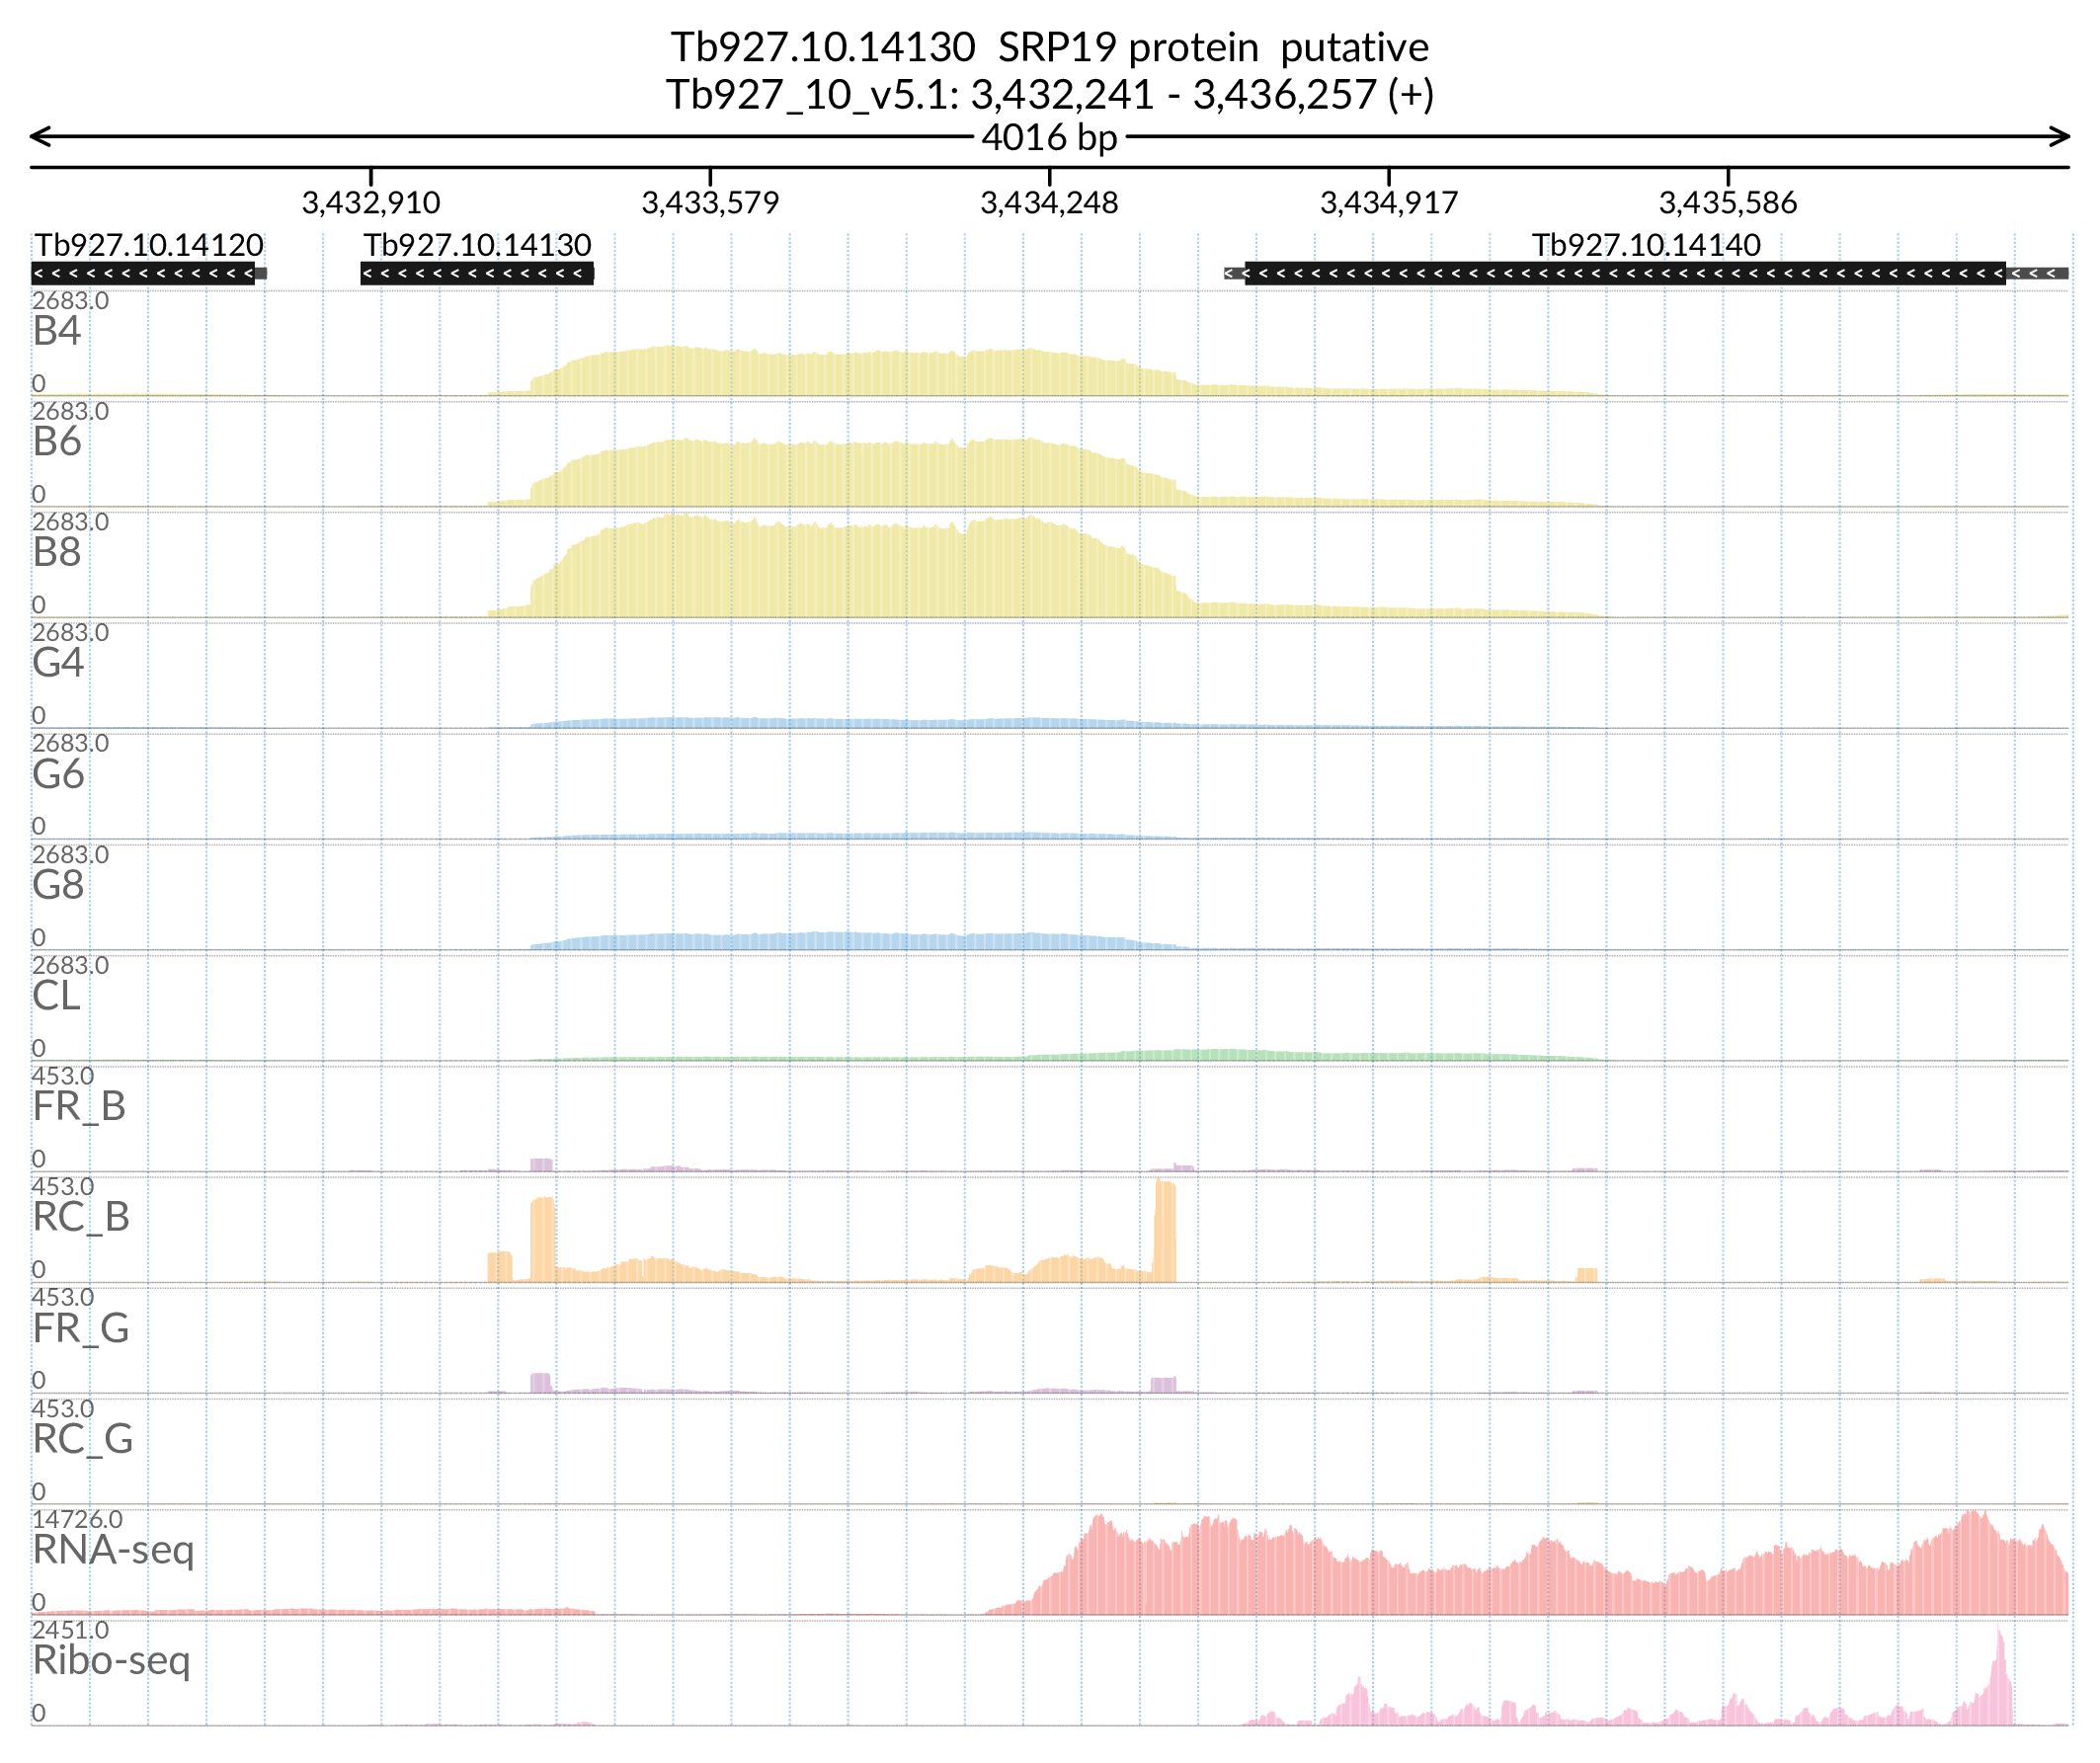 Tb927.10.14130 SRP19 protein putative
Tb927_10_v5.1: 3,432,241 - 3,436,257 (+)
4016 bp
3,432,910 3,433,579 3,434,248 3,434,917 3,435,586
Tb927.10.14120 Tb927.10.14130 Tb927.10.14140
2683.0
B4
0
2683.0
B6
0
2683.0
B8
0
2683.0
G4
0
2683.0
G6
0
2683.0
G8
0
2683.0
CL
0
453.0
FR_B
0
453.0
RC_B
0
453.0
FR_G
0
453.0
RC_G
0
14726.0
RNA-seq
0
2451.0
Ribo-seq
0